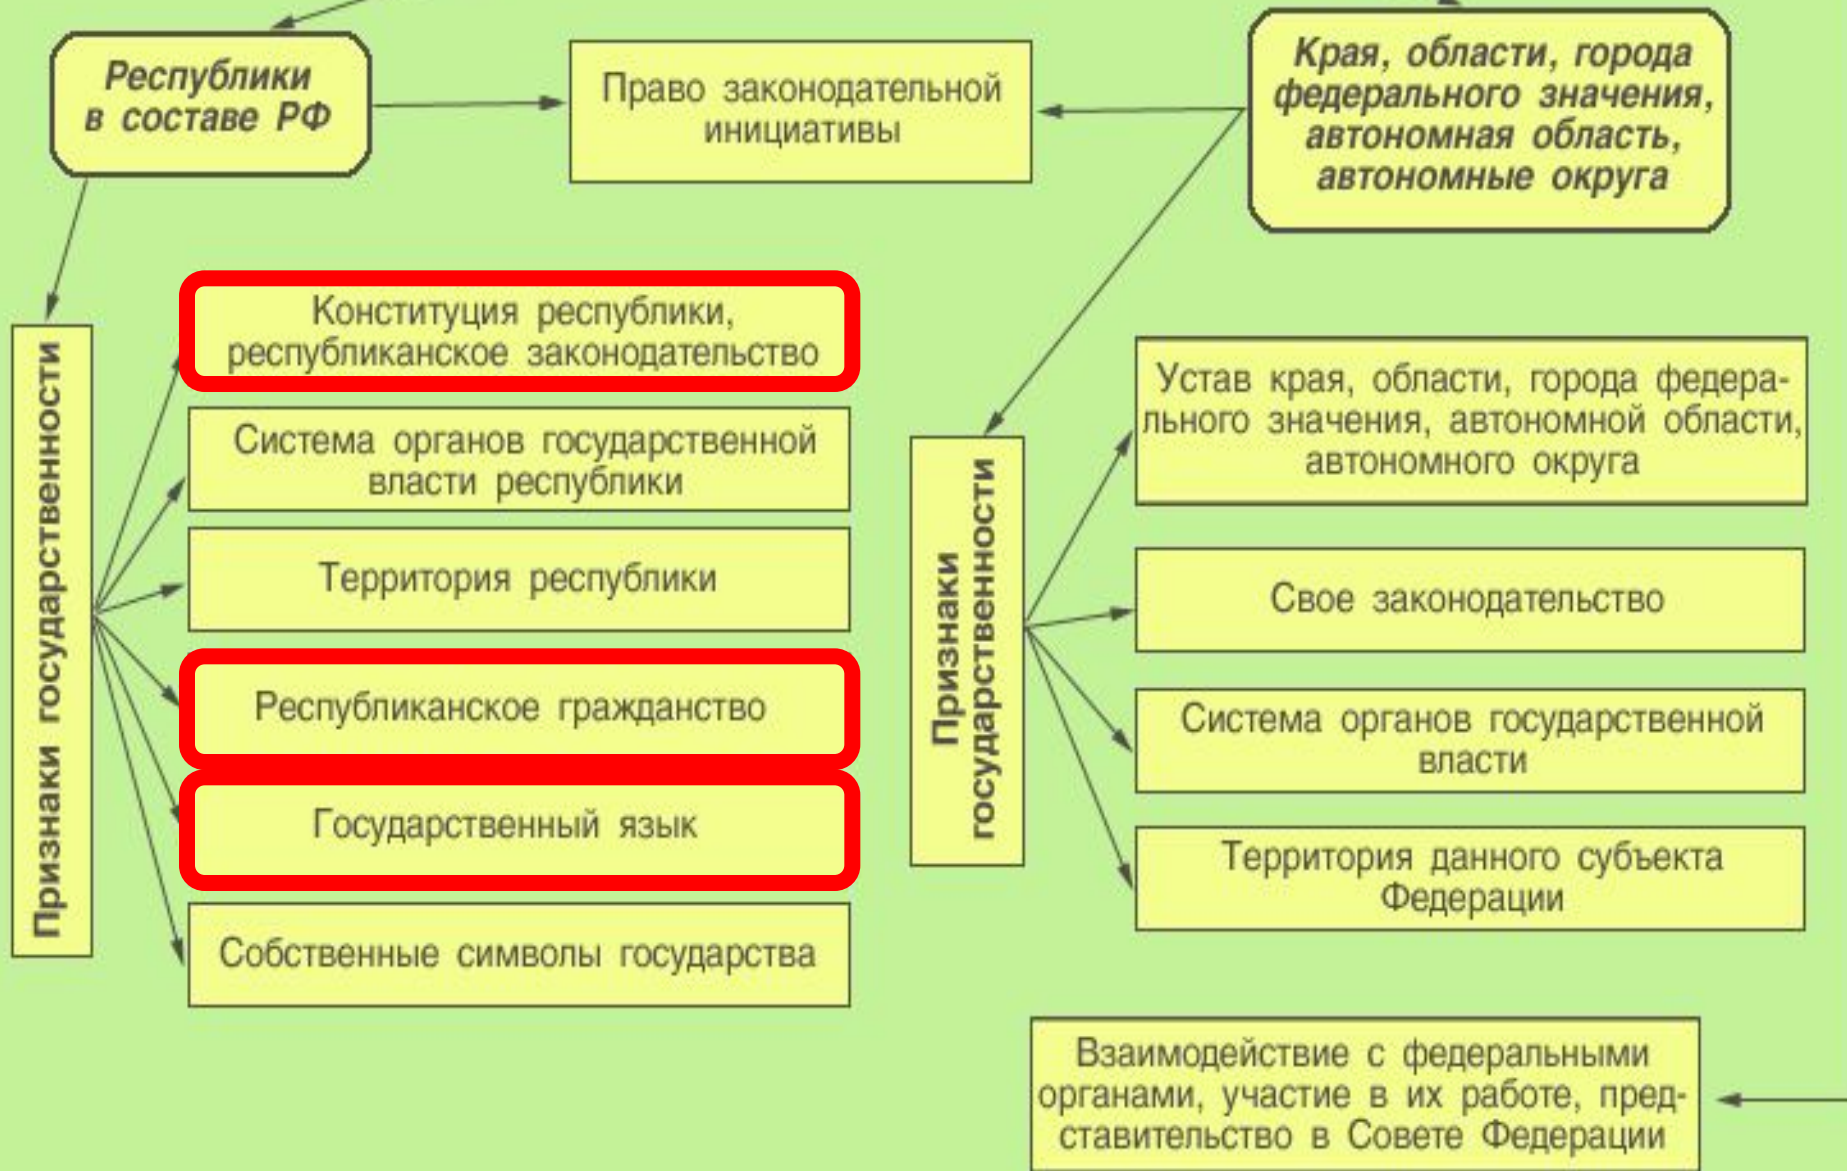 Республики
в составе РФ
Право законодательной
инициативы
Края, области, города
федерального значения,
автономная область,
автономные округа
Признаки государственности
Конституция республики,
республиканское законодательство
Система органов государственной
власти республики
Территория республики
Республиканское гражданство
Государственный язык
Собственные символы государства
Признаки
государственности
Устав края, области, города федера-
льного значения, автономной области,
автономного округа
Свое законодательство
Система органов государственной
власти
Территория данного субъекта
Федерации
Взаимодействие с федеральными
органами, участие в их работе, пред-
ставительство в Совете Федерации